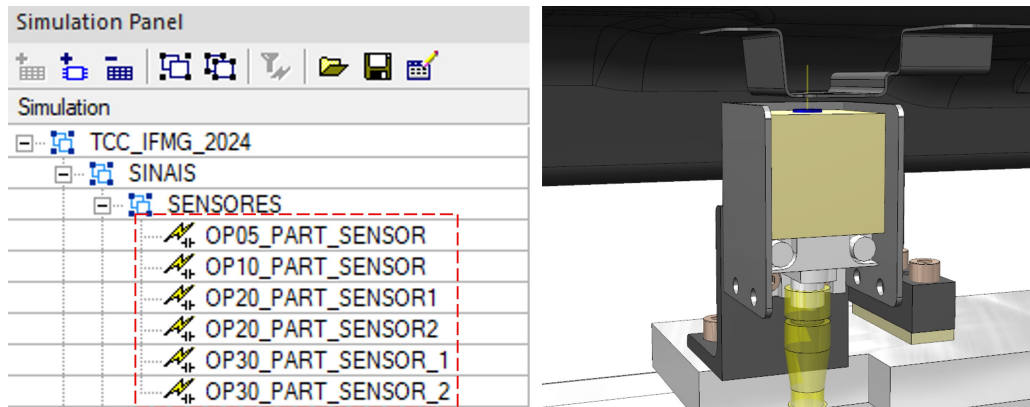 Simulation Panel
Simulation
TCC_IFMG_2024
SINAIS
SENSORES
OP05_PART_SENSOR
OP10_PART_SENSOR
OP20_PART_SENSOR1
OP20_PART_SENSOR2
OP30_PART_SENSOR_1
OP30_PART_SENSOR_2